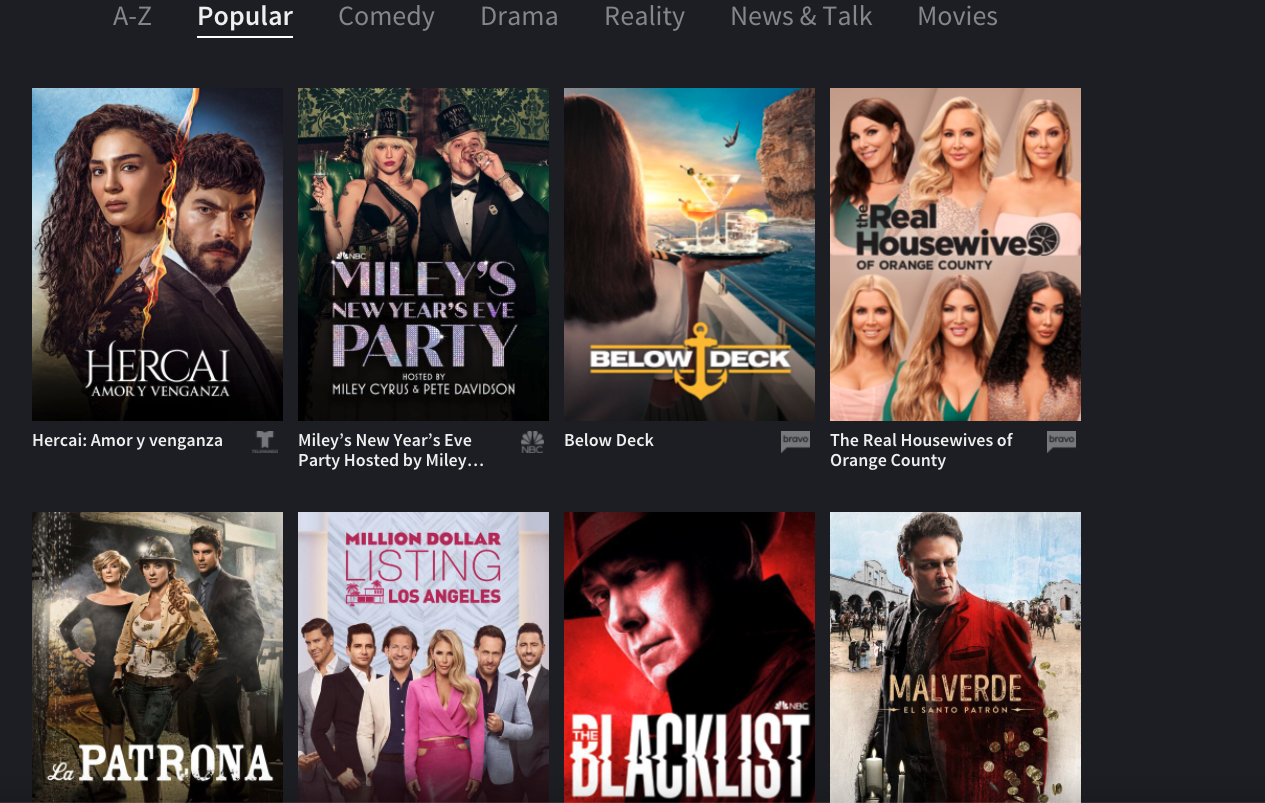 A-Z Popular Comedy Drama Reality News & Talk Movies
HERCAI
AMOR Y VENGANZA
NBC
MILEY'S
NEW YEAR'S EVE
PARTY
HOSTED BY
MILEY CYRUS & PETE DAVIDSON
BELOW DECK
the Real
Housewives
OF ORANGE COUNTY
Hercai: Amor y venganza
TELEMUNDO
Miley’s New Year’s Eve
Party Hosted by Miley…
NBC
Below Deck
bravo
The Real Housewives of
Orange County
bravo
La PATRONA
MILLION DOLLAR
LISTING
LOS ANGELES
NBC
THE
BLACKLIST
MALVERDE
EL SANTO PATRÓN